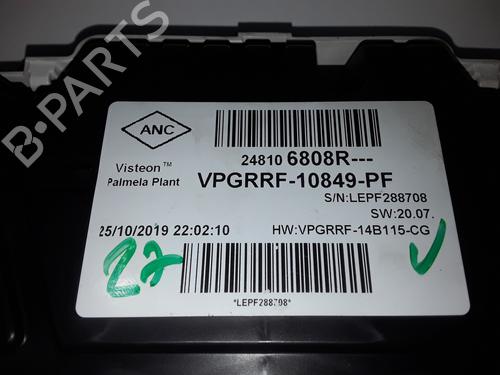 B-PARTS
ANC
Visteon™
Palmela Plant
24810 6808R---
VPGRRF-10849-PF
S/N:LEPF288708
SW:20.07.
25/10/2019 22:02:10
HW:VPGRRF-14B115-CG
22
*LEPF288708*